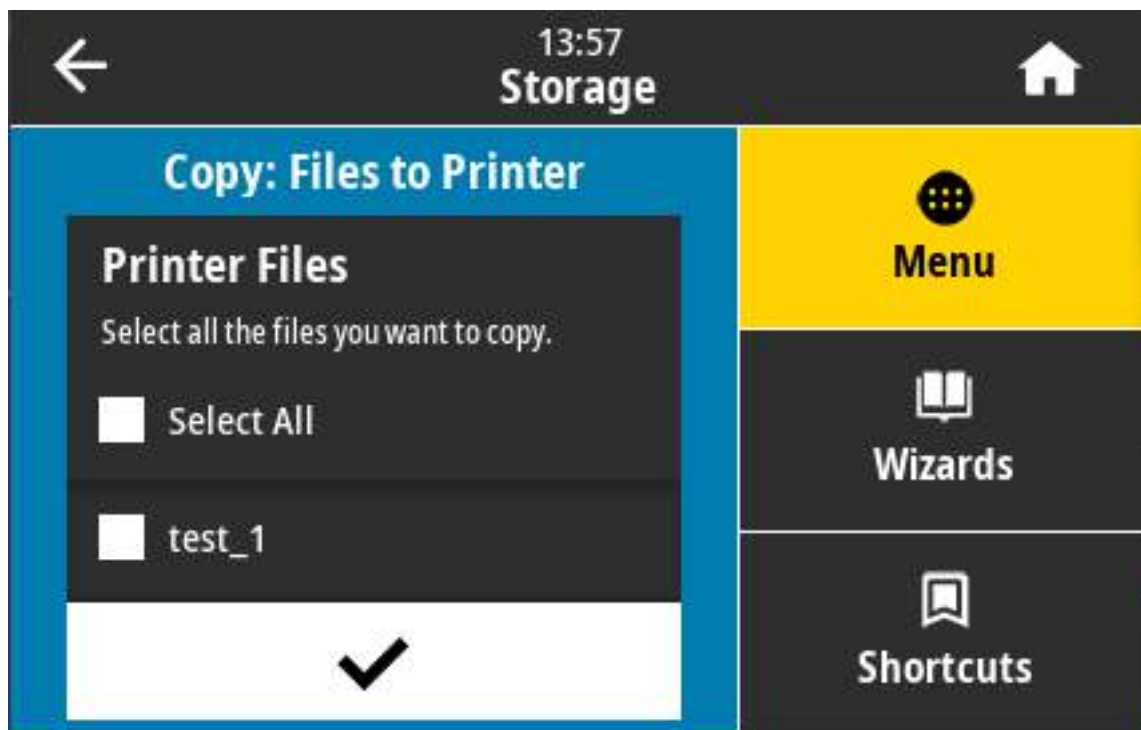 13:57
Storage
Copy: Files to Printer
Printer Files
Select all the files you want to copy.
Select All
test_1
Menu
Wizards
Shortcuts